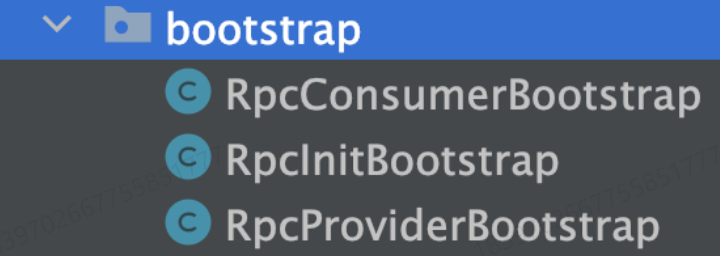 bootstrap
C RpcConsumerBootstrap
C RpcInitBootstrap
C RpcProviderBootstrap